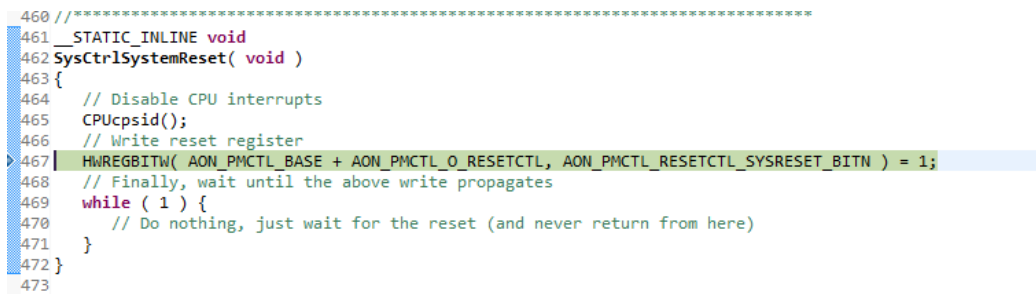 460 //*****************************************************************************
461 __STATIC_INLINE void
462 SysCtrlSystemReset( void )
463 {
464    // Disable CPU interrupts
465    CPUcpsid();
466    // Write reset register
467    HWREGBITW( AON_PMCTL_BASE + AON_PMCTL_O_RESETCTL, AON_PMCTL_RESETCTL_SYSRESET_BITN ) = 1;
468    // Finally, wait until the above write propagates
469    while ( 1 ) {
470       // Do nothing, just wait for the reset (and never return from here)
471    }
472 }
473